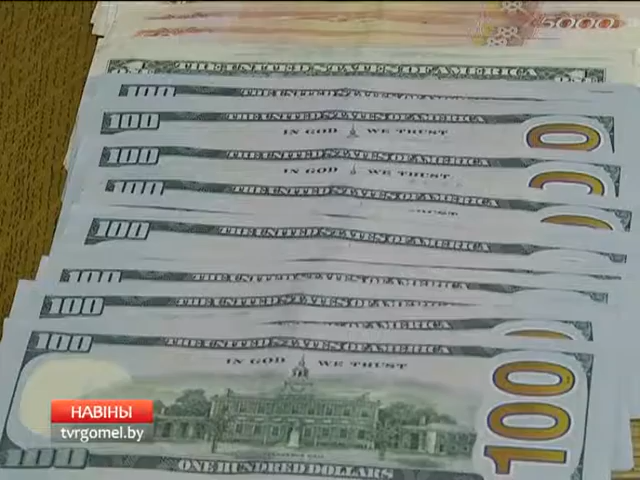 5000
THE UNITED STATES OF AMERICA
100
100 THE UNITED STATES OF AMERICA
IN GOD WE TRUST
100 THE UNITED STATES OF AMERICA
IN GOD WE TRUST
100 THE UNITED STATES OF AMERICA
100 THE UNITED STATES OF AMERICA
100 THE UNITED STATES OF AMERICA
100 THE UNITED STATES OF AMERICA
AMERICA
100 THE UNITED STATES OF AMERICA
IN GOD WE TRUST
100
НАВІНЫ
tvrgomel.by
100 ONE HUNDRED DOLLARS